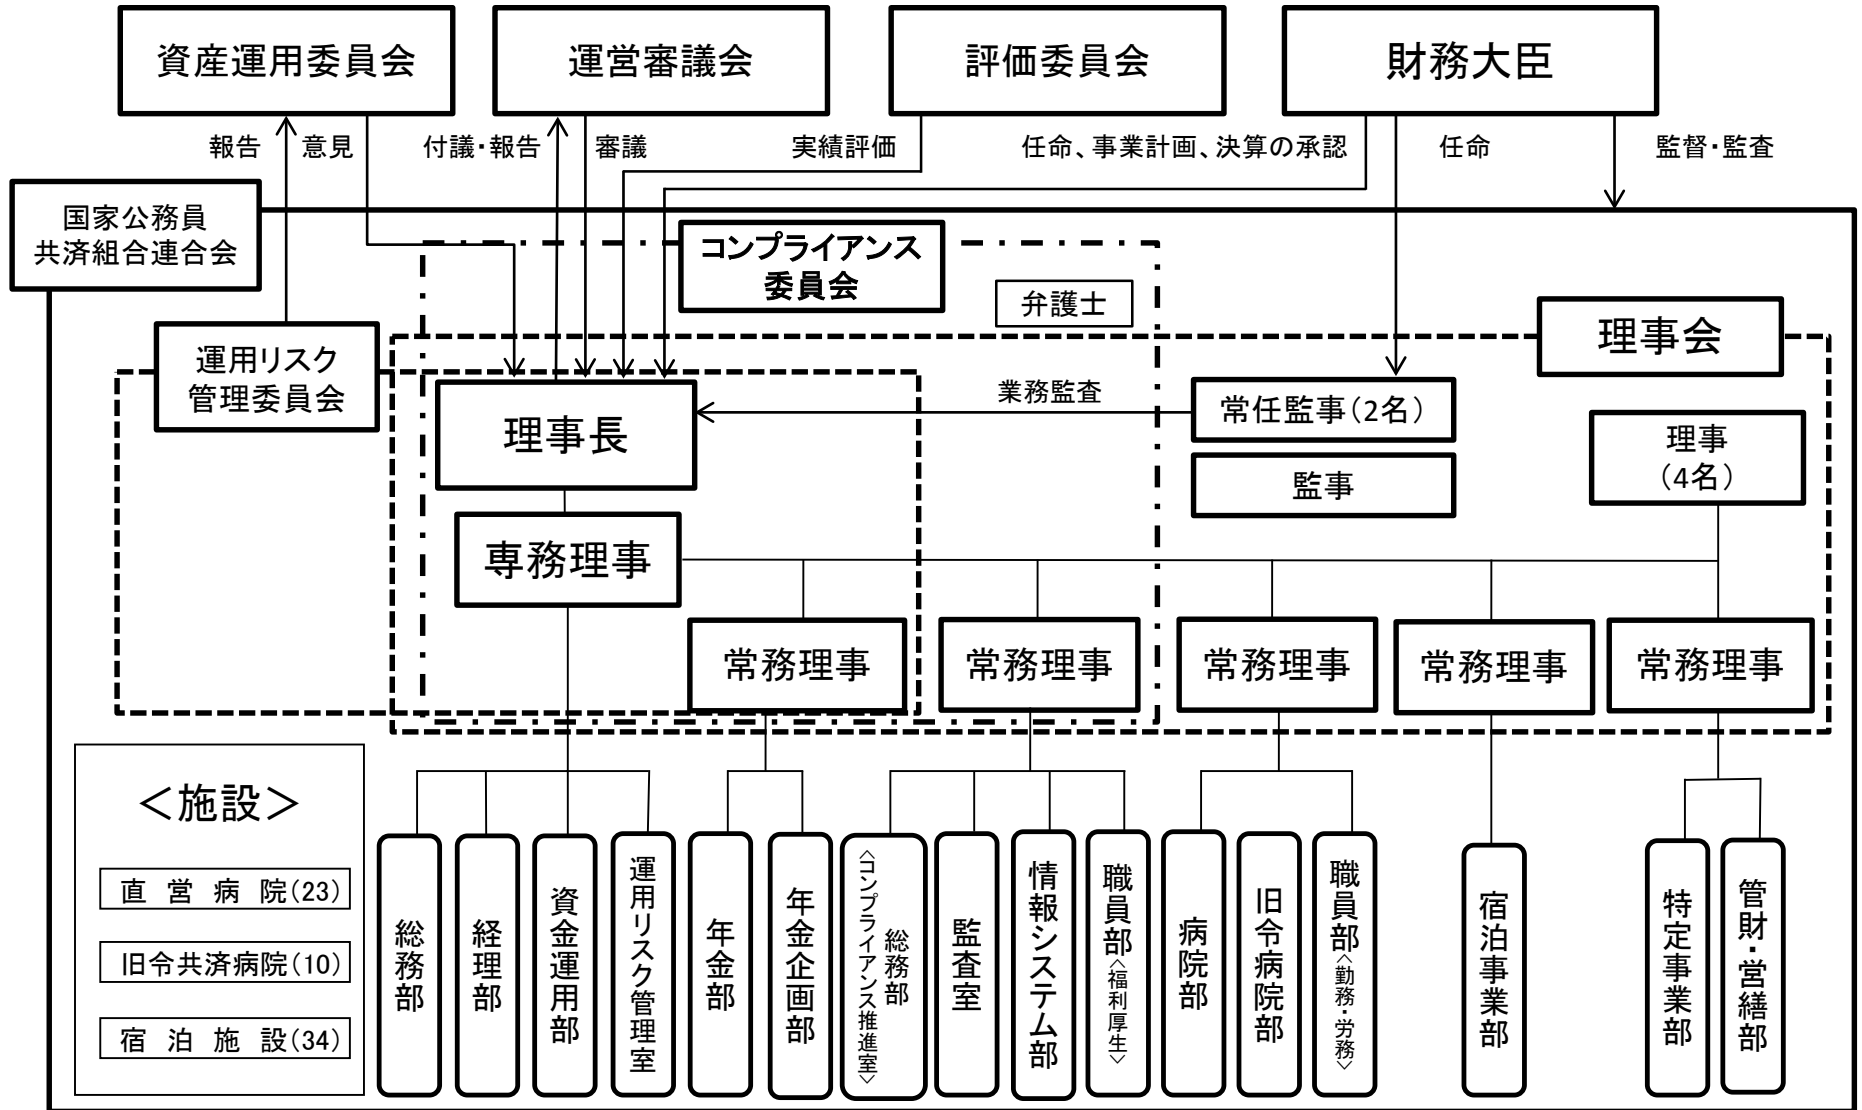 資産運用委員会
運営審議会
評価委員会
財務大臣
報告
意見
付議・報告
審議
実績評価
任命、事業計画、決算の承認
任命
監督・監査
国家公務員
共済組合連合会
コンプライアンス
委員会
弁護士
理事会
運用リスク
管理委員会
理事長
業務監査
常任監事(2名)
監事
理事
(4名)
専務理事
常務理事
常務理事
常務理事
常務理事
常務理事
<施設>
直営病院(23)
旧令共済病院(10)
宿泊施設(34)
総務部
経理部
資金運用部
運用リスク管理室
年金部
年金企画部
総務部
<コンプライアンス推進室>
監査室
情報システム部
職員部<福利厚生>
病院部
旧令病院部
職員部<勤務・労務>
宿泊事業部
特定事業部
管財・営繕部